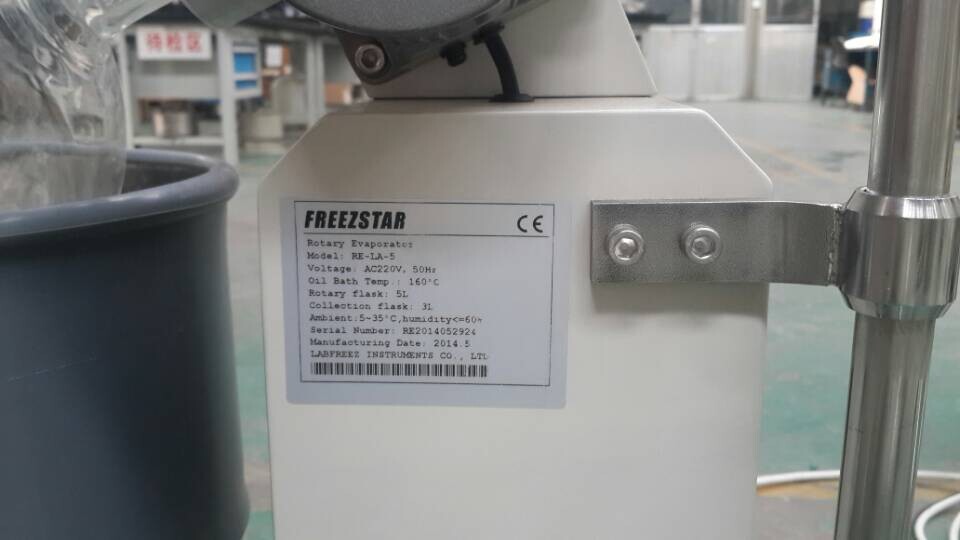 待检区
FREEZSTAR CE
Rotary Evaporator
Model: RE-LA-5
Voltage: AC220V, 50Hz
Oil Bath Temp.: 160°C
Rotary flask: 5L
Collection flask: 3L
Ambient:5~35°C,humidity<=60%
Serial Number: RE2014052924
Manufacturing Date: 2014.5
LABFREEZ INSTRUMENTS CO., LTD